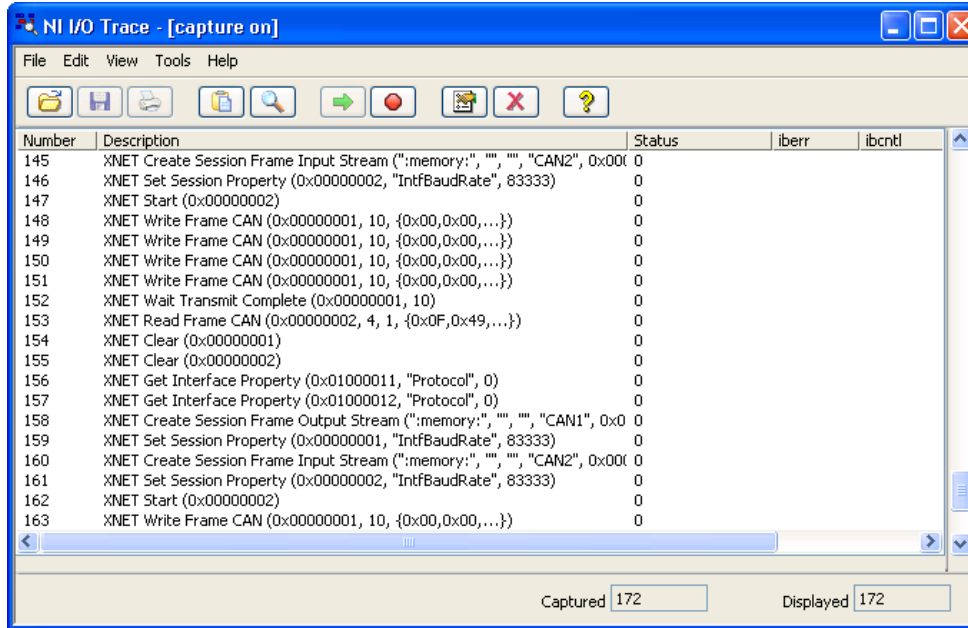 NI I/O Trace - [capture on]
File Edit View Tools Help
Number Description Status iberr ibcntl
145 XNET Create Session Frame Input Stream (":memory:", "", "", "CAN2", 0x00( 0
146 XNET Set Session Property (0x00000002, "IntfBaudRate", 83333) 0
147 XNET Start (0x00000002) 0
148 XNET Write Frame CAN (0x00000001, 10, {0x00,0x00,...}) 0
149 XNET Write Frame CAN (0x00000001, 10, {0x00,0x00,...}) 0
150 XNET Write Frame CAN (0x00000001, 10, {0x00,0x00,...}) 0
151 XNET Write Frame CAN (0x00000001, 10, {0x00,0x00,...}) 0
152 XNET Wait Transmit Complete (0x00000001, 10) 0
153 XNET Read Frame CAN (0x00000002, 4, 1, {0x0F,0x49,...}) 0
154 XNET Clear (0x00000001) 0
155 XNET Clear (0x00000002) 0
156 XNET Get Interface Property (0x01000011, "Protocol", 0) 0
157 XNET Get Interface Property (0x01000012, "Protocol", 0) 0
158 XNET Create Session Frame Output Stream (":memory:", "", "", "CAN1", 0x0 0
159 XNET Set Session Property (0x00000001, "IntfBaudRate", 83333) 0
160 XNET Create Session Frame Input Stream (":memory:", "", "", "CAN2", 0x00( 0
161 XNET Set Session Property (0x00000002, "IntfBaudRate", 83333) 0
162 XNET Start (0x00000002) 0
163 XNET Write Frame CAN (0x00000001, 10, {0x00,0x00,...}) 0
Captured 172 Displayed 172